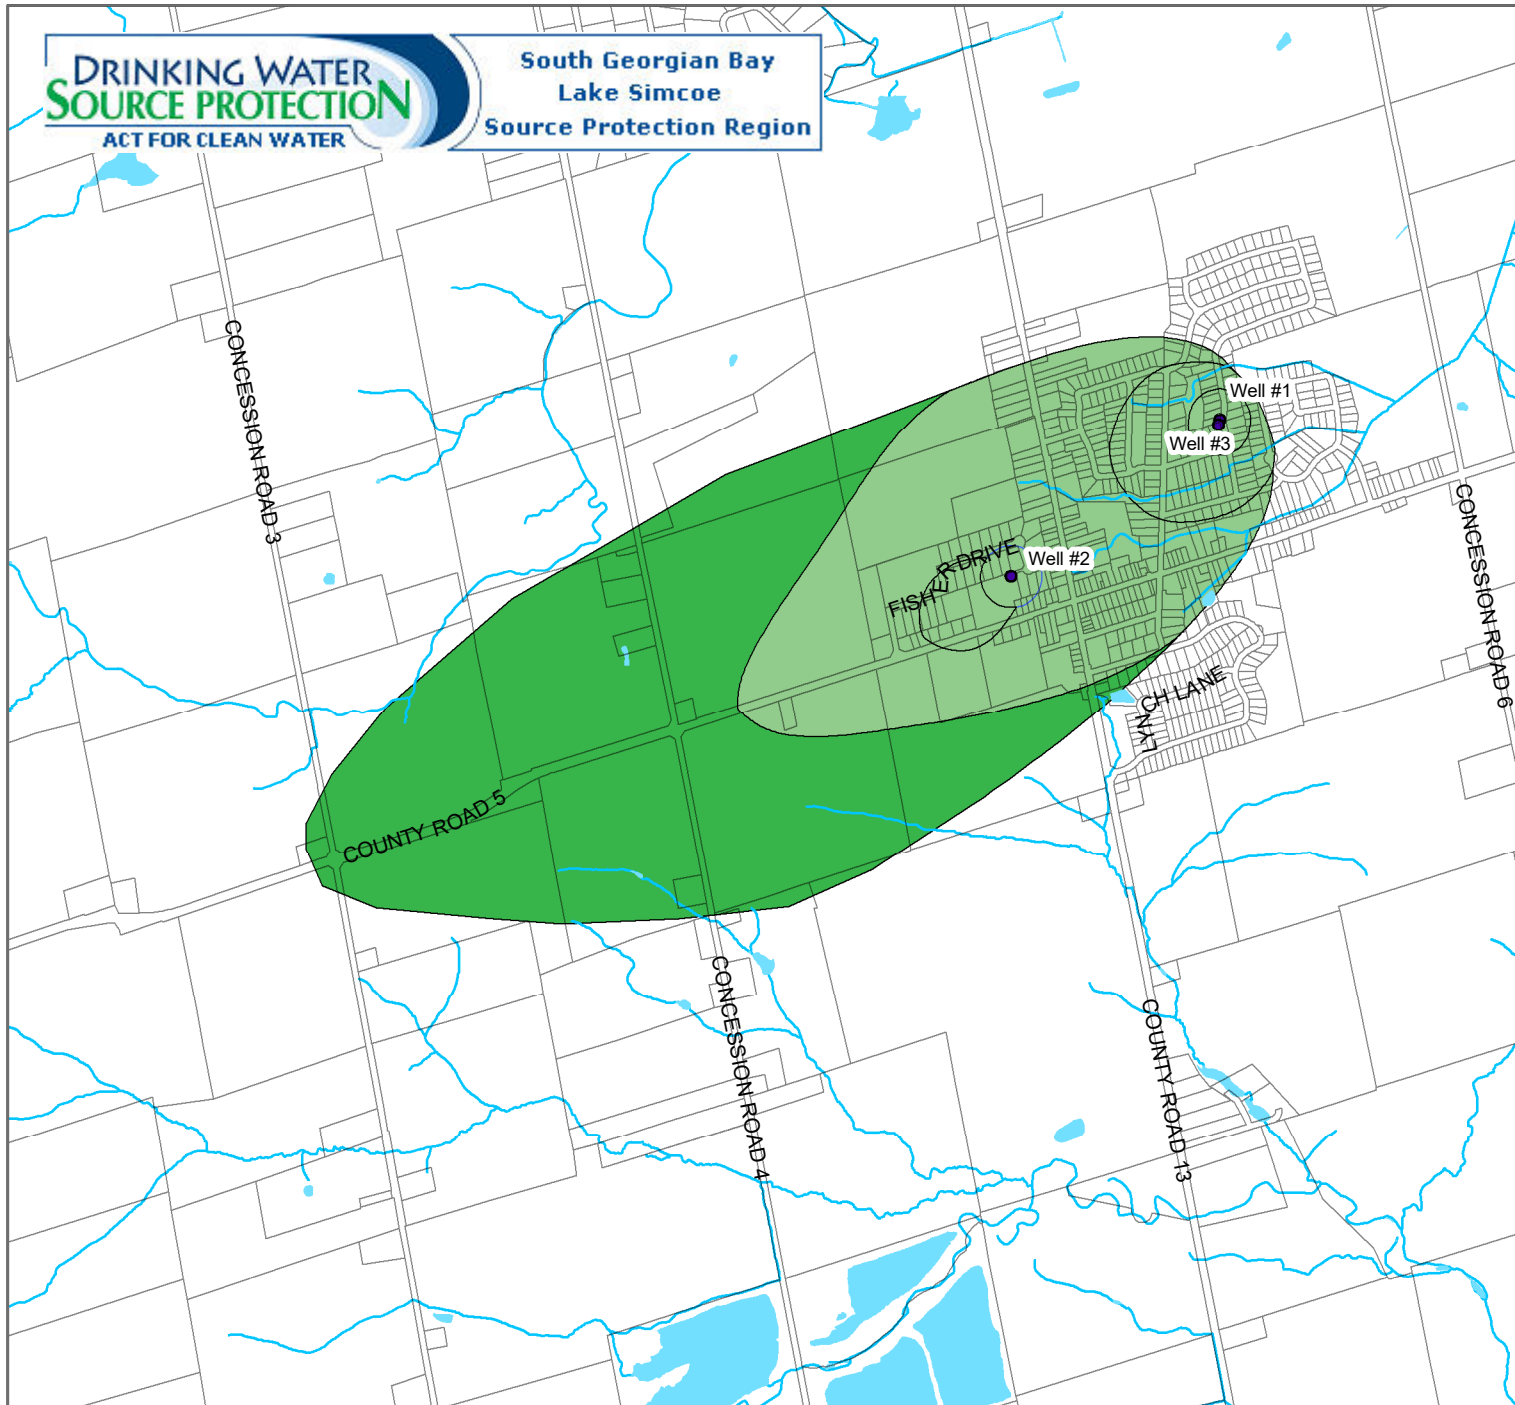 DRINKING WATER
SOURCE PROTECTION
ACT FOR CLEAN WATER
South Georgian Bay
Lake Simcoe
Source Protection Region
CONCESSION ROAD 3
Well #1
Well #3
FISHER DRIVE
Well #2
CONCESSION ROAD 6
LYNCH LANE
COUNTY ROAD 5
CONCESSION ROAD 4
COUNTY ROAD 13